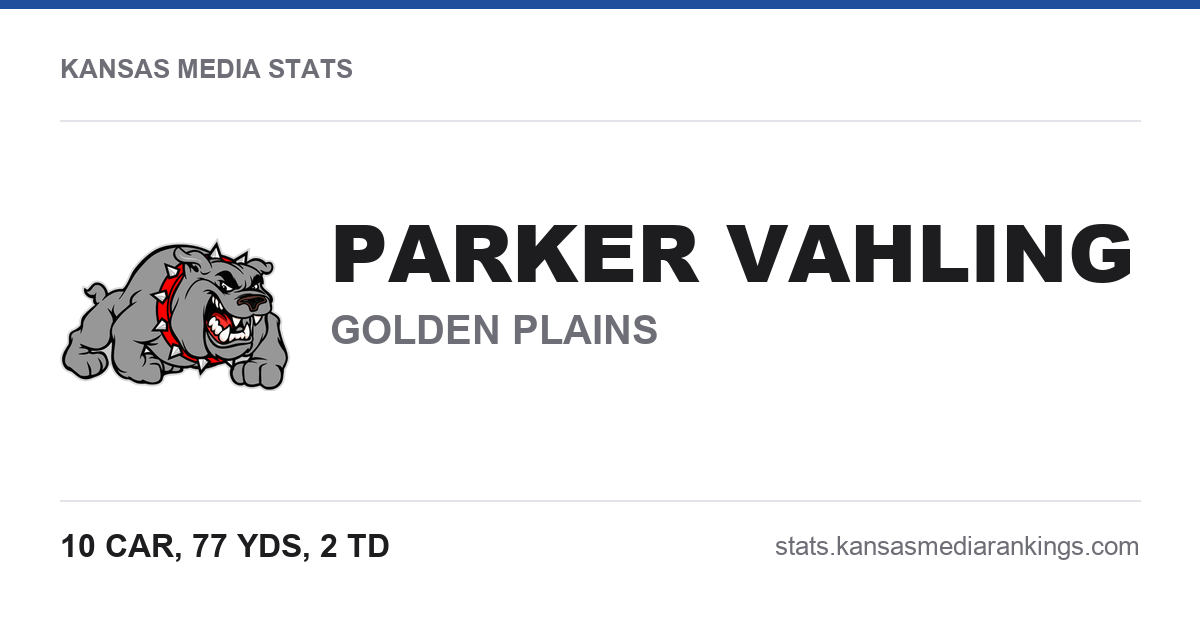 KANSAS MEDIA STATS
PARKER VAHLING
GOLDEN PLAINS
10 CAR, 77 YDS, 2 TD
stats.kansasmediarankings.com